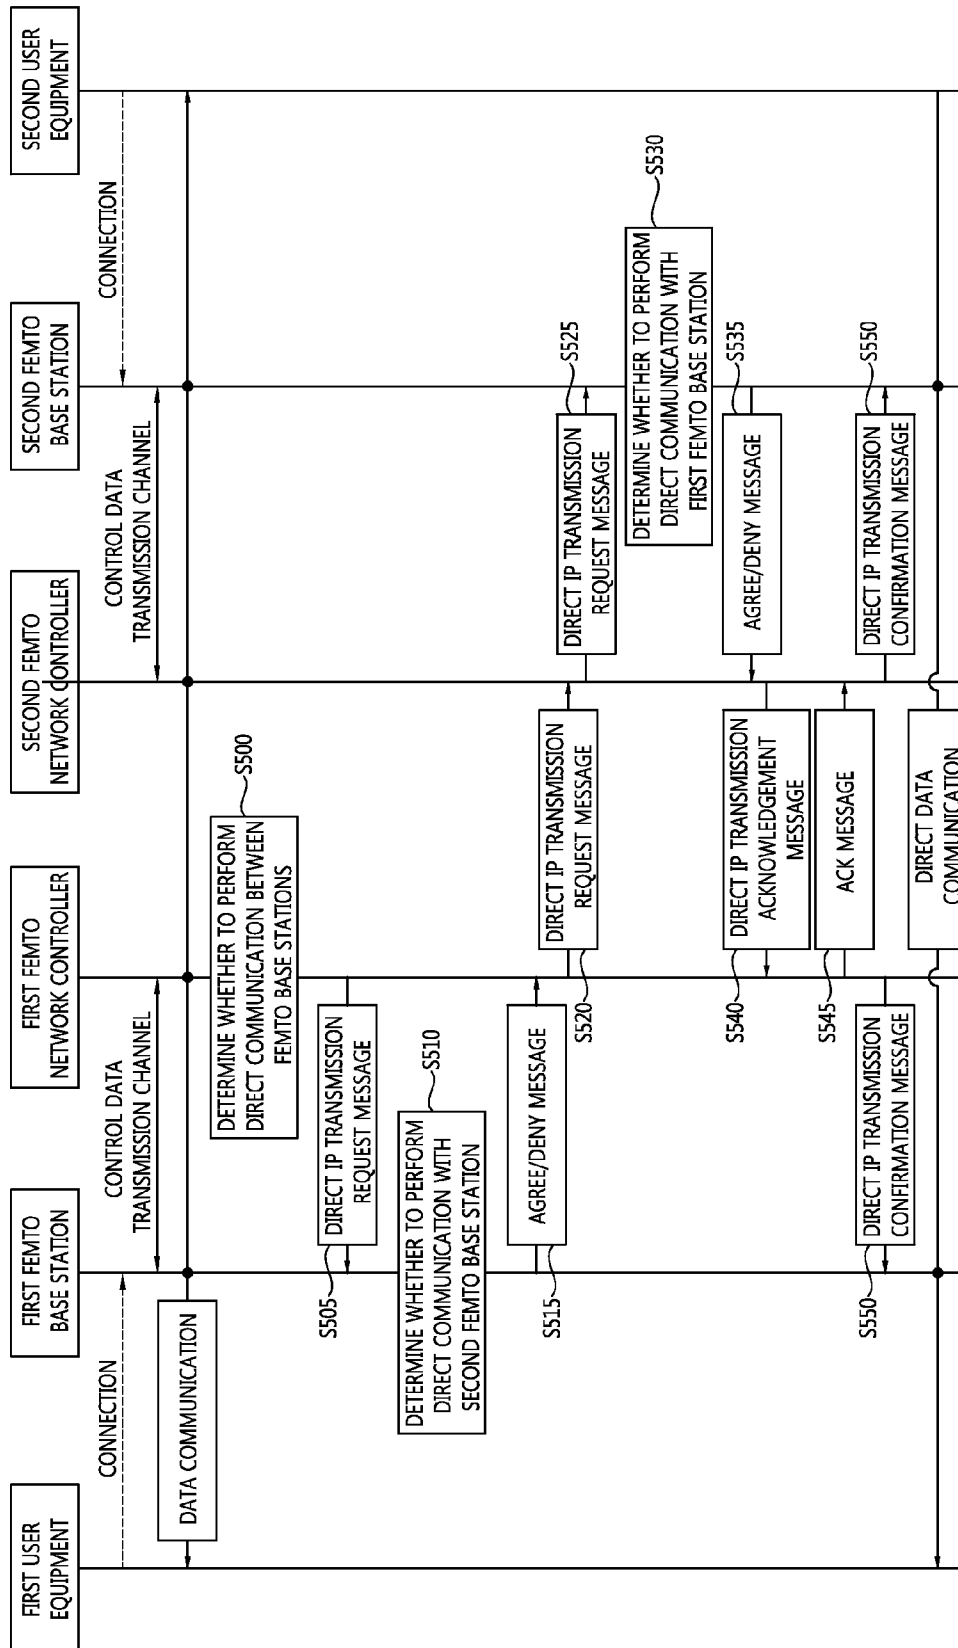 FIRST USER
EQUIPMENT
FIRST FEMTO
BASE STATION
FIRST FEMTO
NETWORK CONTROLLER
SECOND FEMTO
NETWORK CONTROLLER
SECOND FEMTO
BASE STATION
SECOND USER
EQUIPMENT
CONNECTION
CONTROL DATA
TRANSMISSION CHANNEL
CONTROL DATA
TRANSMISSION CHANNEL
CONNECTION
DATA COMMUNICATION
DETERMINE WHETHER TO PERFORM
DIRECT COMMUNICATION BETWEEN
FEMTO BASE STATIONS
S500
S505
DIRECT IP TRANSMISSION
REQUEST MESSAGE
DETERMINE WHETHER TO PERFORM
DIRECT COMMUNICATION WITH
SECOND FEMTO BASE STATION
S510
S515
AGREE/DENY MESSAGE
S520
DIRECT IP TRANSMISSION
REQUEST MESSAGE
DIRECT IP TRANSMISSION
REQUEST MESSAGE
S525
DETERMINE WHETHER TO PERFORM
DIRECT COMMUNICATION WITH
FIRST FEMTO BASE STATION
S530
AGREE/DENY MESSAGE
S535
S540
DIRECT IP TRANSMISSION
ACKNOWLEDGEMENT
MESSAGE
S545
ACK MESSAGE
S550
DIRECT IP TRANSMISSION
CONFIRMATION MESSAGE
DIRECT IP TRANSMISSION
CONFIRMATION MESSAGE
S550
DIRECT DATA
COMMUNICATION